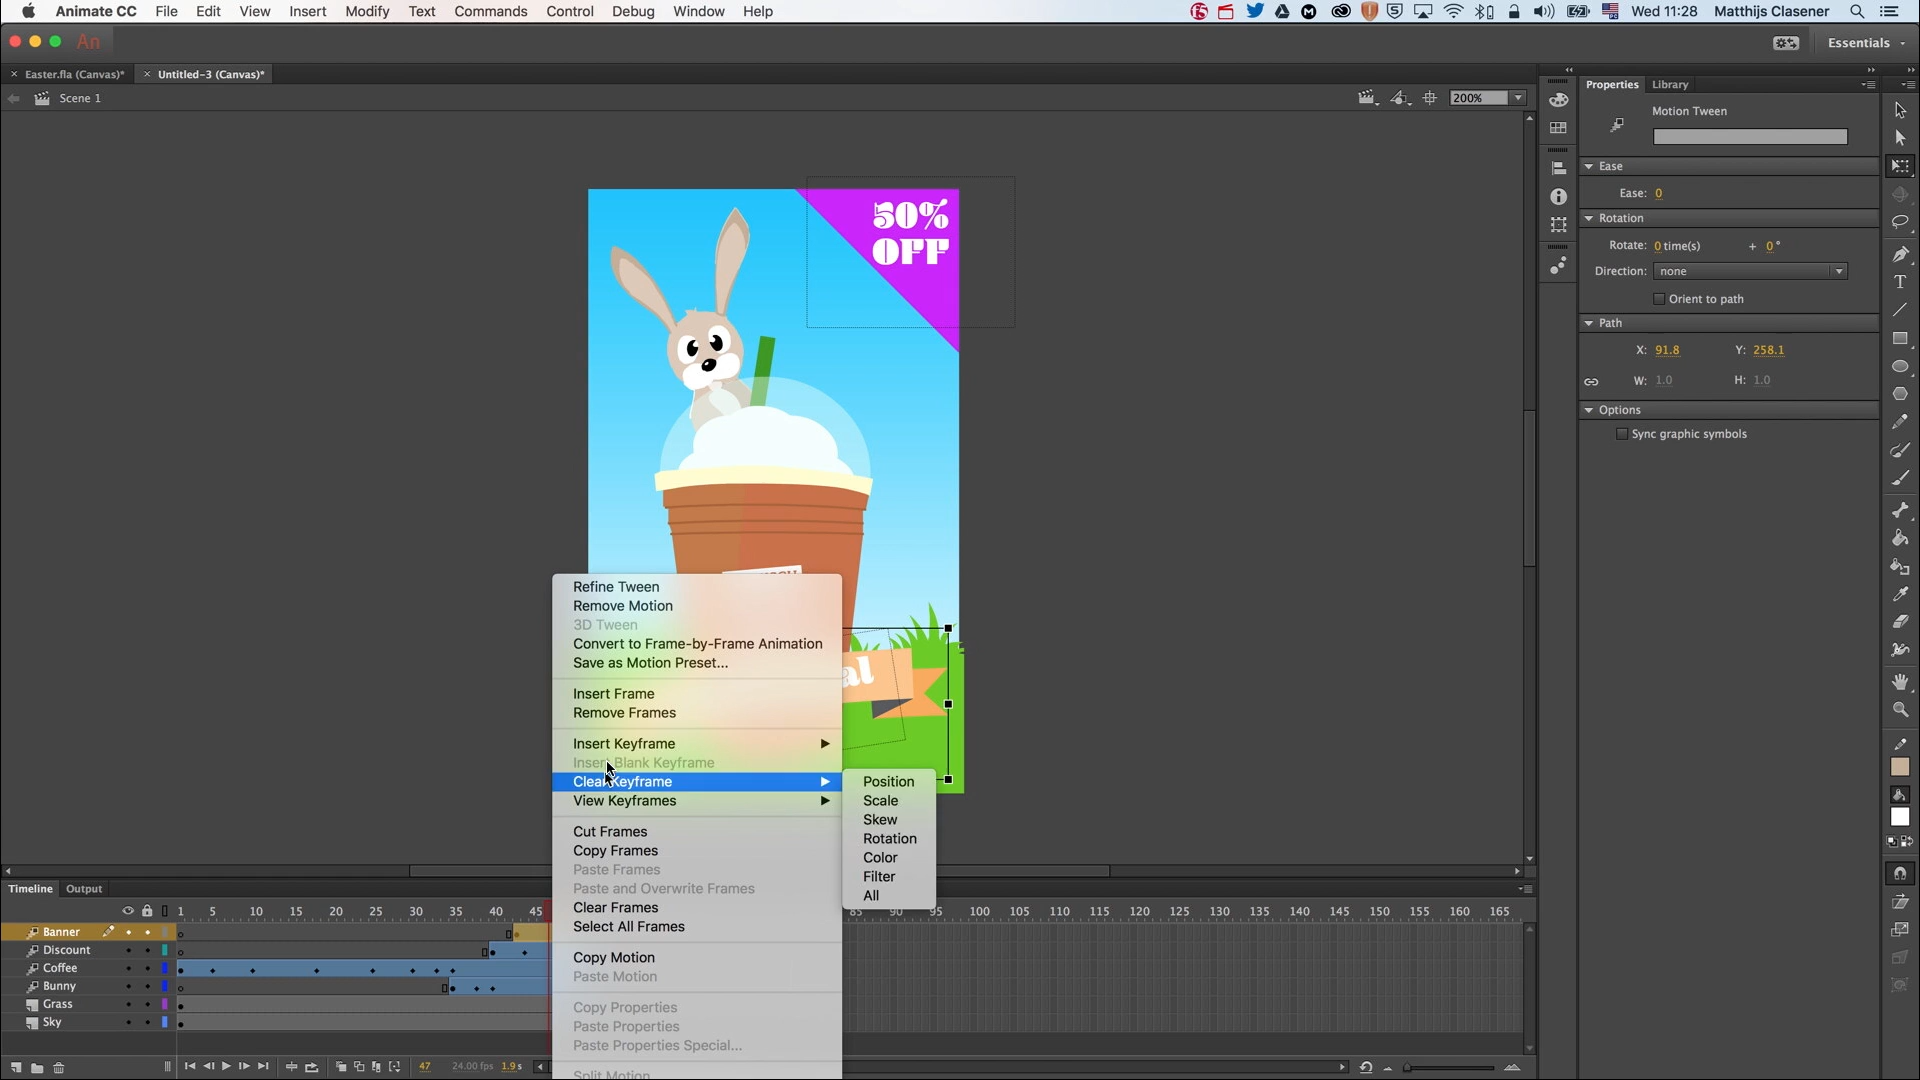 Animate CC File Edit View Insert Modify Text Commands Control Debug Window Help
Wed 11:28 Matthijs Clasener
An
Essentials
Easter.fla (Canvas)* Untitled-3 (Canvas)*
Scene 1
200%
Properties Library
Motion Tween
Ease
Ease: 0
Rotation
Rotate: 0 time(s) + 0°
Direction: none
Orient to path
Path
X: 91.8 Y: 258.1
W: 1.0 H: 1.0
Options
Sync graphic symbols
50%
OFF
al
Refine Tween
Remove Motion
3D Tween
Convert to Frame-by-Frame Animation
Save as Motion Preset...
Insert Frame
Remove Frames
Insert Keyframe
Insert Blank Keyframe
Clear Keyframe
View Keyframes
Cut Frames
Copy Frames
Paste Frames
Paste and Overwrite Frames
Clear Frames
Select All Frames
Copy Motion
Paste Motion
Copy Properties
Paste Properties
Paste Properties Special...
Split Motion
Position
Scale
Skew
Rotation
Color
Filter
All
Timeline Output
1 5 10 15 20 25 30 35 40 45 85 90 95 100 105 110 115 120 125 130 135 140 145 150 155 160 165
Banner
Discount
Coffee
Bunny
Grass
Sky
47 24.00 fps 1.9 s